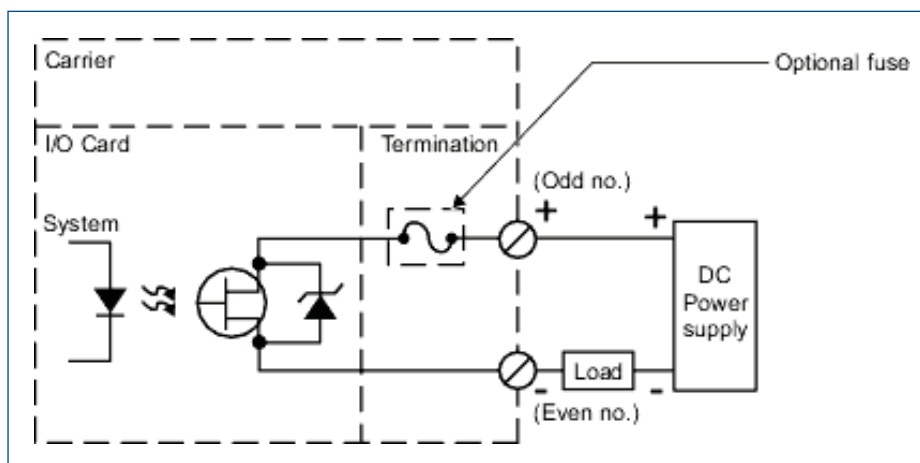 Carrier
Optional fuse
I/O Card
Termination
(Odd no.)
System
+
+
DC
Power
supply
Load
-
-
(Even no.)